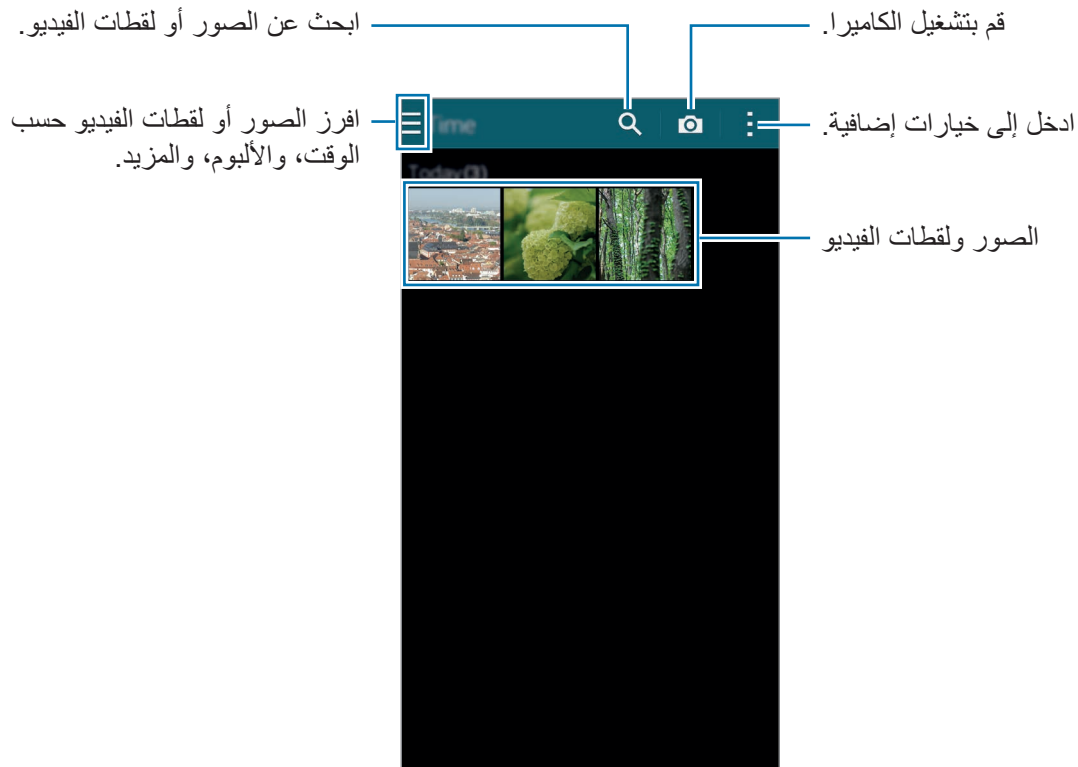 قم بتشغيل الكاميرا.
ابحث عن الصور أو لقطات الفيديو.
ادخل إلى خيارات إضافية.
افرز الصور أو لقطات الفيديو حسب
الوقت، والألبوم، والمزيد.
Time
Today(3)
الصور ولقطات الفيديو